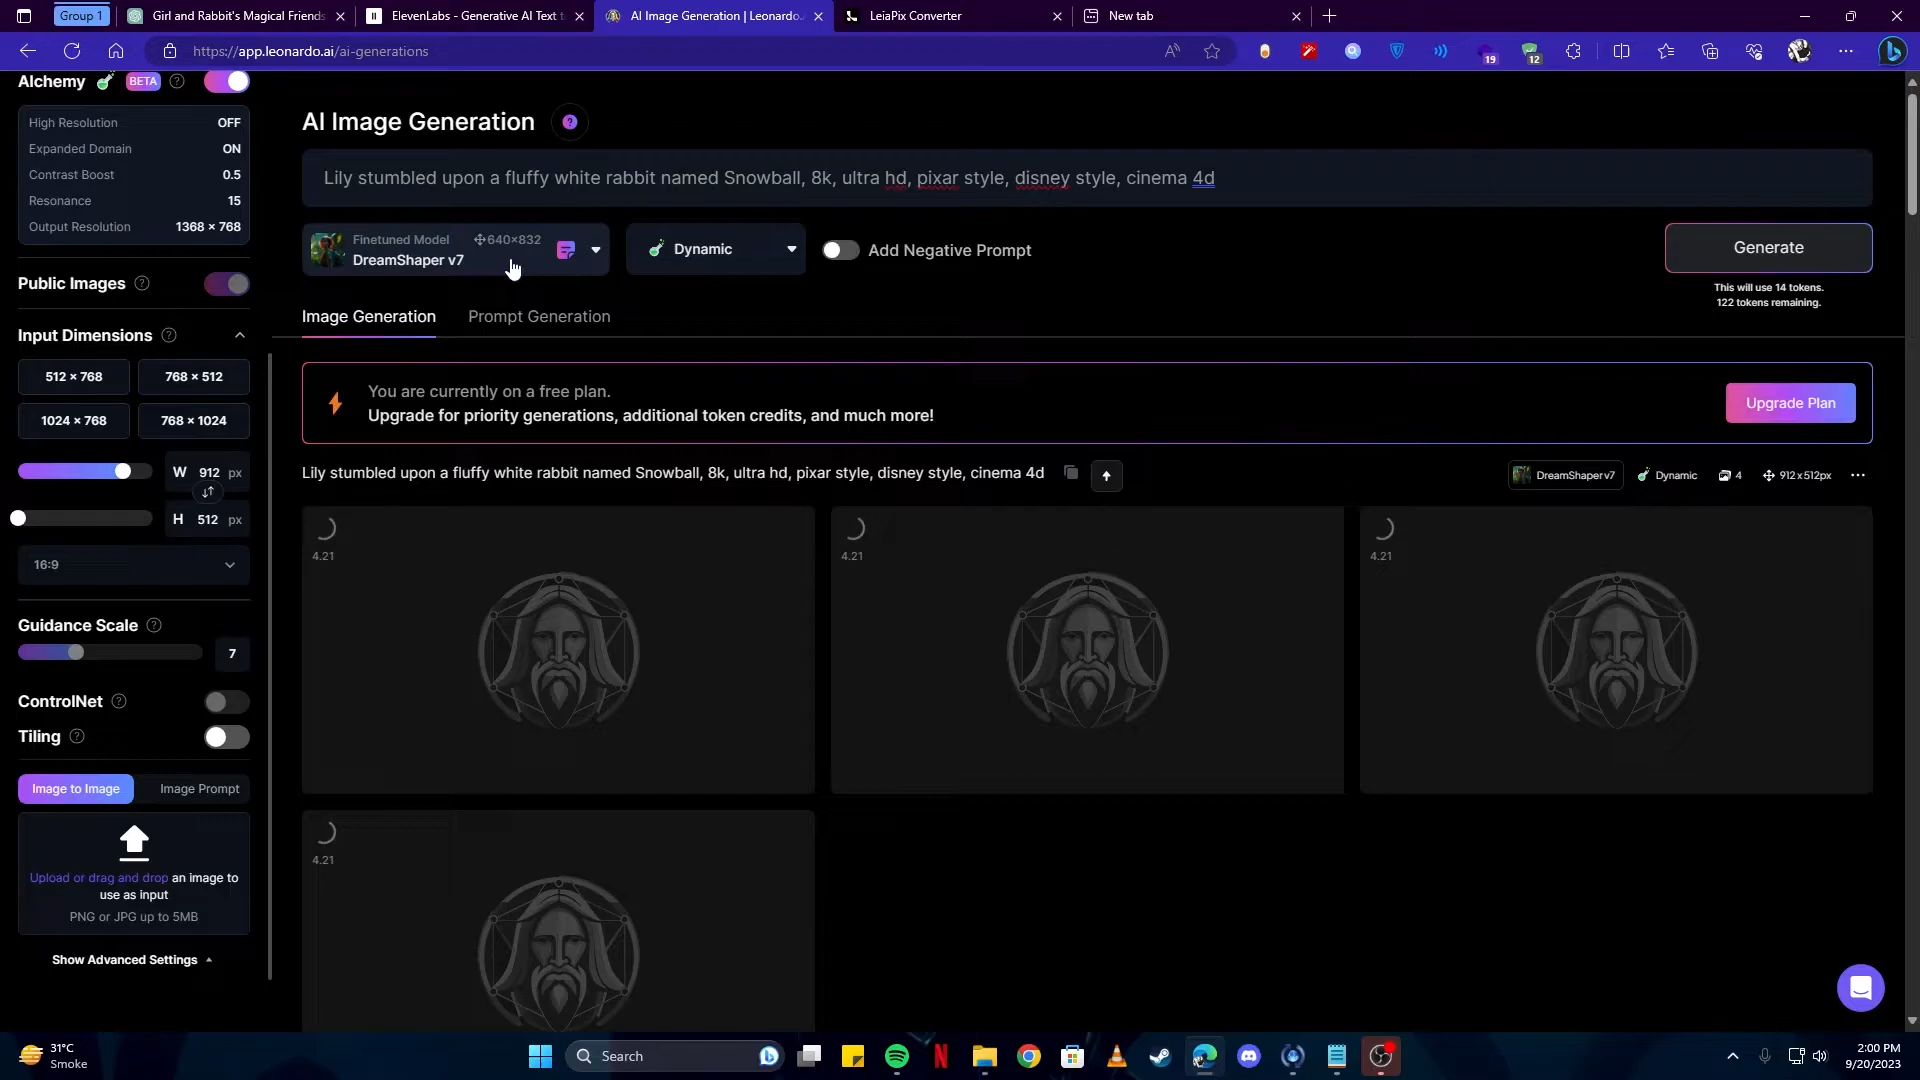 Group 1
Girl and Rabbit's Magical Friends
ElevenLabs - Generative AI Text t
AI Image Generation | Leonardo.
LeiaPix Converter
New tab
https://app.leonardo.ai/ai-generations
19
12
Alchemy
BETA
High Resolution OFF
Expanded Domain ON
Contrast Boost 0.5
Resonance 15
Output Resolution 1368 × 768
Public Images
Input Dimensions
512 × 768
768 × 512
1024 × 768
768 × 1024
W 912 px
H 512 px
16:9
Guidance Scale
7
ControlNet
Tiling
Image to Image
Image Prompt
Upload or drag and drop an image to
use as input
PNG or JPG up to 5MB
Show Advanced Settings
AI Image Generation
Lily stumbled upon a fluffy white rabbit named Snowball, 8k, ultra hd, pixar style, disney style, cinema 4d
Finetuned Model 640×832
DreamShaper v7
Dynamic
Add Negative Prompt
Generate
This will use 14 tokens.
122 tokens remaining.
Image Generation
Prompt Generation
You are currently on a free plan.
Upgrade for priority generations, additional token credits, and much more!
Upgrade Plan
Lily stumbled upon a fluffy white rabbit named Snowball, 8k, ultra hd, pixar style, disney style, cinema 4d
DreamShaper v7
Dynamic
4
912x512px
4.21
4.21
4.21
4.21
31°C
Smoke
Search
2:00 PM
9/20/2023